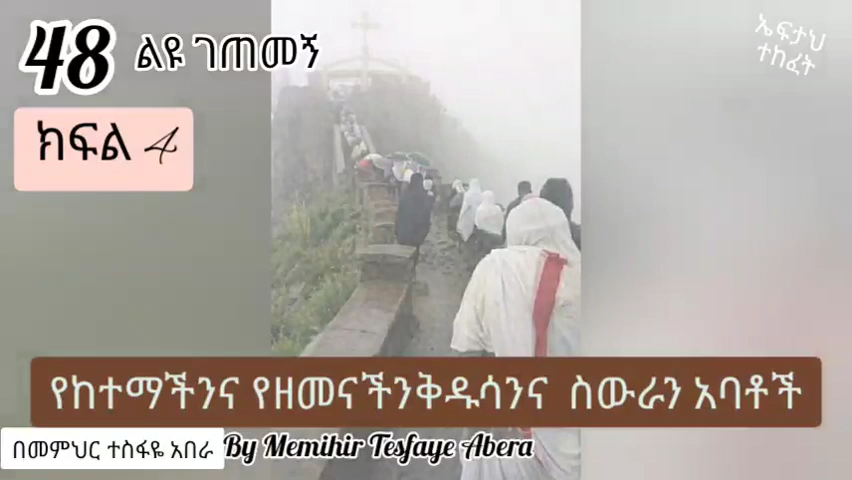 48 ልዩ ገጠመኝ
ኤፍታህ
ተከፈት
ክፍል 4
የከተማችንና የዘመናችንቅዱሳንና ስውራን አባቶች
በመምህር ተስፋዬ አበራ By Memihir Tesfaye Abera